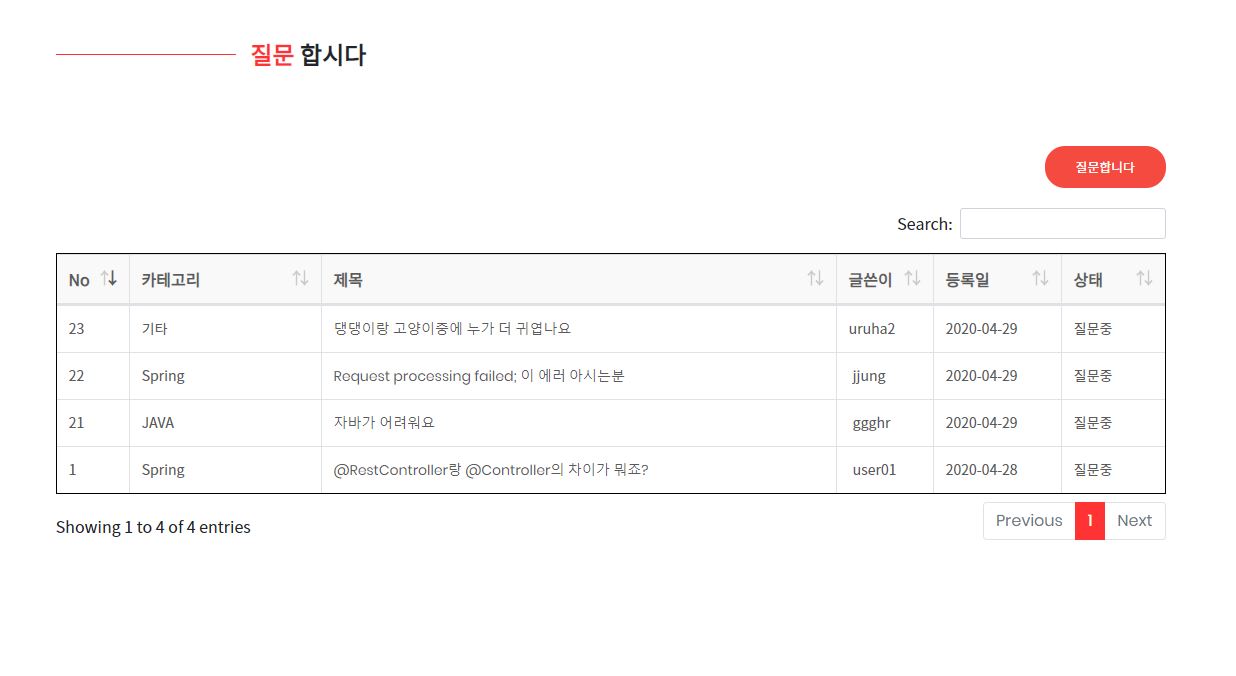 질문 합시다
질문합니다
Search:
No 카테고리 제목 글쓴이 등록일 상태
23 기타 댕댕이랑 고양이중에 누가 더 귀엽나요 uruha2 2020-04-29 질문중
22 Spring Request processing failed; 이 에러 아시는분 jjung 2020-04-29 질문중
21 JAVA 자바가 어려워요 ggghr 2020-04-29 질문중
1 Spring @RestController랑 @Controller의 차이가 뭐죠? user01 2020-04-28 질문중
Showing 1 to 4 of 4 entries Previous 1 Next